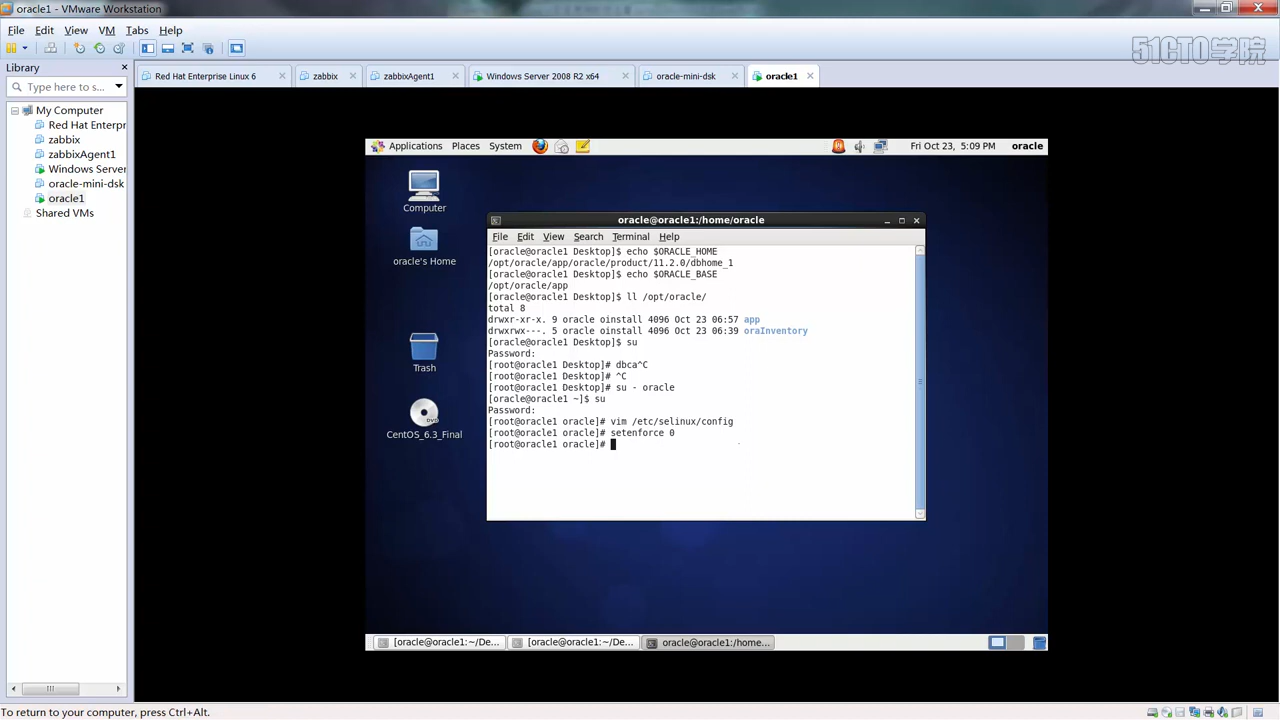 oracle1 - VMware Workstation
File Edit View VM Tabs Help
51CTO学院
Library
Type here to s...
Red Hat Enterprise Linux 6
zabbix
zabbixAgent1
Windows Server 2008 R2 x64
oracle-mini-dsk
oracle1
My Computer
Red Hat Enterpr
zabbix
zabbixAgent1
Windows Server
oracle-mini-dsk
oracle1
Shared VMs
Applications Places System
Fri Oct 23, 5:09 PM oracle
Computer
oracle's Home
Trash
DVD
CentOS_6.3_Final
oracle@oracle1:/home/oracle
File Edit View Search Terminal Help
[oracle@oracle1 Desktop]$ echo $ORACLE_HOME
/opt/oracle/app/oracle/product/11.2.0/dbhome_1
[oracle@oracle1 Desktop]$ echo $ORACLE_BASE
/opt/oracle/app
[oracle@oracle1 Desktop]$ ll /opt/oracle/
total 8
drwxr-xr-x. 9 oracle oinstall 4096 Oct 23 06:57 app
drwxrwx---. 5 oracle oinstall 4096 Oct 23 06:39 oraInventory
[oracle@oracle1 Desktop]$ su
Password:
[root@oracle1 Desktop]# dbca^C
[root@oracle1 Desktop]# ^C
[root@oracle1 Desktop]# su - oracle
[oracle@oracle1 ~]$ su
Password:
[root@oracle1 oracle]# vim /etc/selinux/config
[root@oracle1 oracle]# setenforce 0
[root@oracle1 oracle]#
[oracle@oracle1:~/De...
[oracle@oracle1:~/De...
oracle@oracle1:/home...
To return to your computer, press Ctrl+Alt.